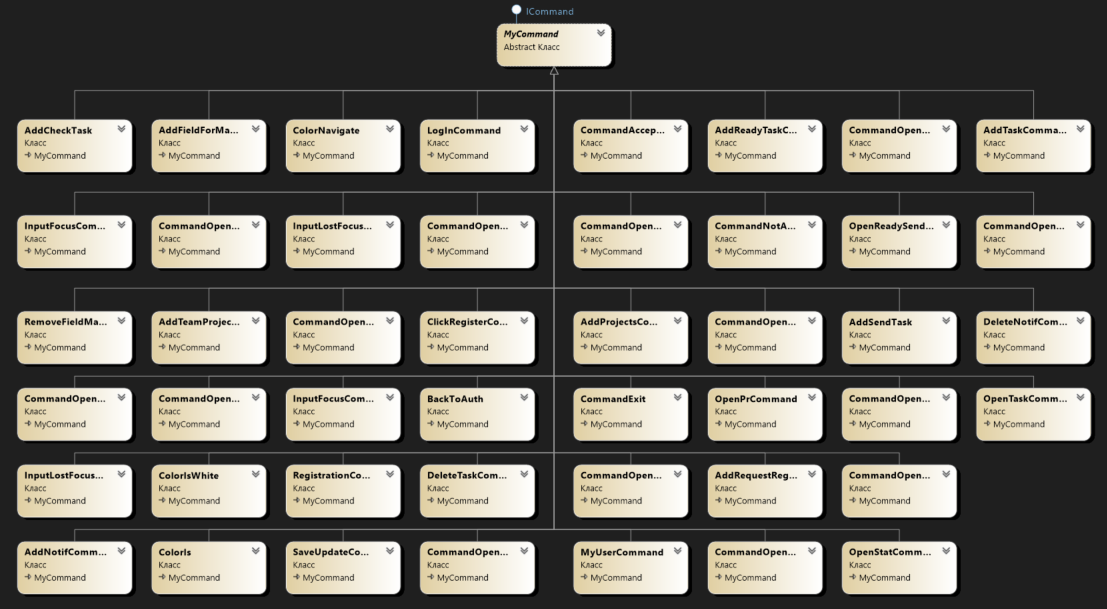 ICommand
MyCommand
Abstract Класс
AddCheckTask
Класс
MyCommand
AddFieldForMa...
Класс
MyCommand
ColorNavigate
Класс
MyCommand
LogInCommand
Класс
MyCommand
CommandAccep...
Класс
MyCommand
AddReadyTaskC...
Класс
MyCommand
CommandOpen...
Класс
MyCommand
AddTaskComma...
Класс
MyCommand
InputFocusCom...
Класс
MyCommand
CommandOpen...
Класс
MyCommand
InputLostFocus...
Класс
MyCommand
CommandOpen...
Класс
MyCommand
CommandOpen...
Класс
MyCommand
CommandNotA...
Класс
MyCommand
OpenReadySend...
Класс
MyCommand
CommandOpen...
Класс
MyCommand
RemoveFieldMa...
Класс
MyCommand
AddTeamProjec...
Класс
MyCommand
CommandOpen...
Класс
MyCommand
ClickRegisterCo...
Класс
MyCommand
AddProjectsCo...
Класс
MyCommand
CommandOpen...
Класс
MyCommand
AddSendTask
Класс
MyCommand
DeleteNotifCom...
Класс
MyCommand
CommandOpen...
Класс
MyCommand
CommandOpen...
Класс
MyCommand
InputFocusCom...
Класс
MyCommand
BackToAuth
Класс
MyCommand
CommandExit
Класс
MyCommand
OpenPrCommand
Класс
MyCommand
CommandOpen...
Класс
MyCommand
OpenTaskComm...
Класс
MyCommand
InputLostFocus...
Класс
MyCommand
ColorIsWhite
Класс
MyCommand
RegistrationCo...
Класс
MyCommand
DeleteTaskCom...
Класс
MyCommand
CommandOpen...
Класс
MyCommand
AddRequestReg...
Класс
MyCommand
CommandOpen...
Класс
MyCommand
AddNotifComm...
Класс
MyCommand
ColorIs
Класс
MyCommand
SaveUpdateCo...
Класс
MyCommand
CommandOpen...
Класс
MyCommand
MyUserCommand
Класс
MyCommand
CommandOpen...
Класс
MyCommand
OpenStatComm...
Класс
MyCommand